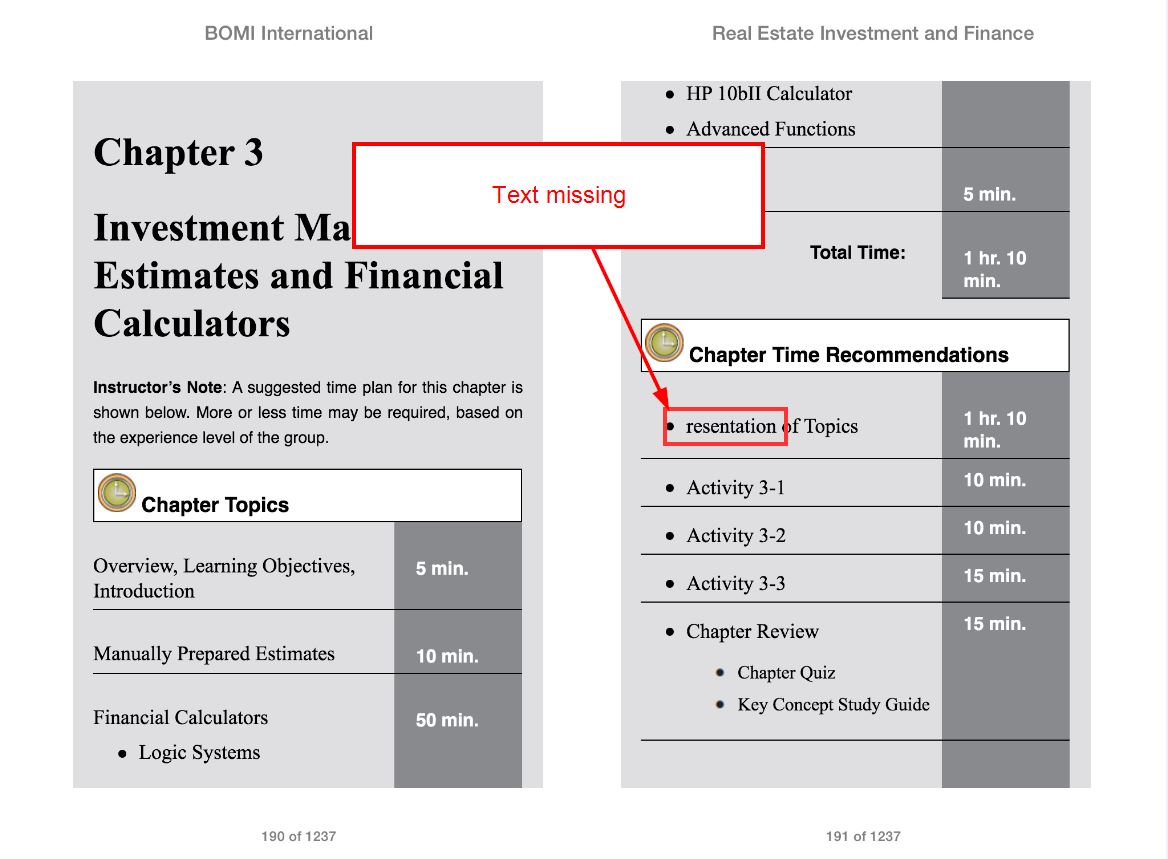 BOMI International
Chapter 3
Investment Ma
Estimates and Financial
Calculators
Instructor's Note: A suggested time plan for this chapter is
shown below. More or less time may be required, based on
the experience level of the group.
Chapter Topics
Overview, Learning Objectives,
Introduction
5 min.
Manually Prepared Estimates
10 min.
Financial Calculators
50 min.
• Logic Systems
190 of 1237
Real Estate Investment and Finance
• HP 10bII Calculator
• Advanced Functions
Text missing
5 min.
Total Time:
1 hr. 10
min.
Chapter Time Recommendations
• resentation of Topics
1 hr. 10
min.
• Activity 3-1
10 min.
• Activity 3-2
10 min.
• Activity 3-3
15 min.
• Chapter Review
15 min.
• Chapter Quiz
• Key Concept Study Guide
191 of 1237